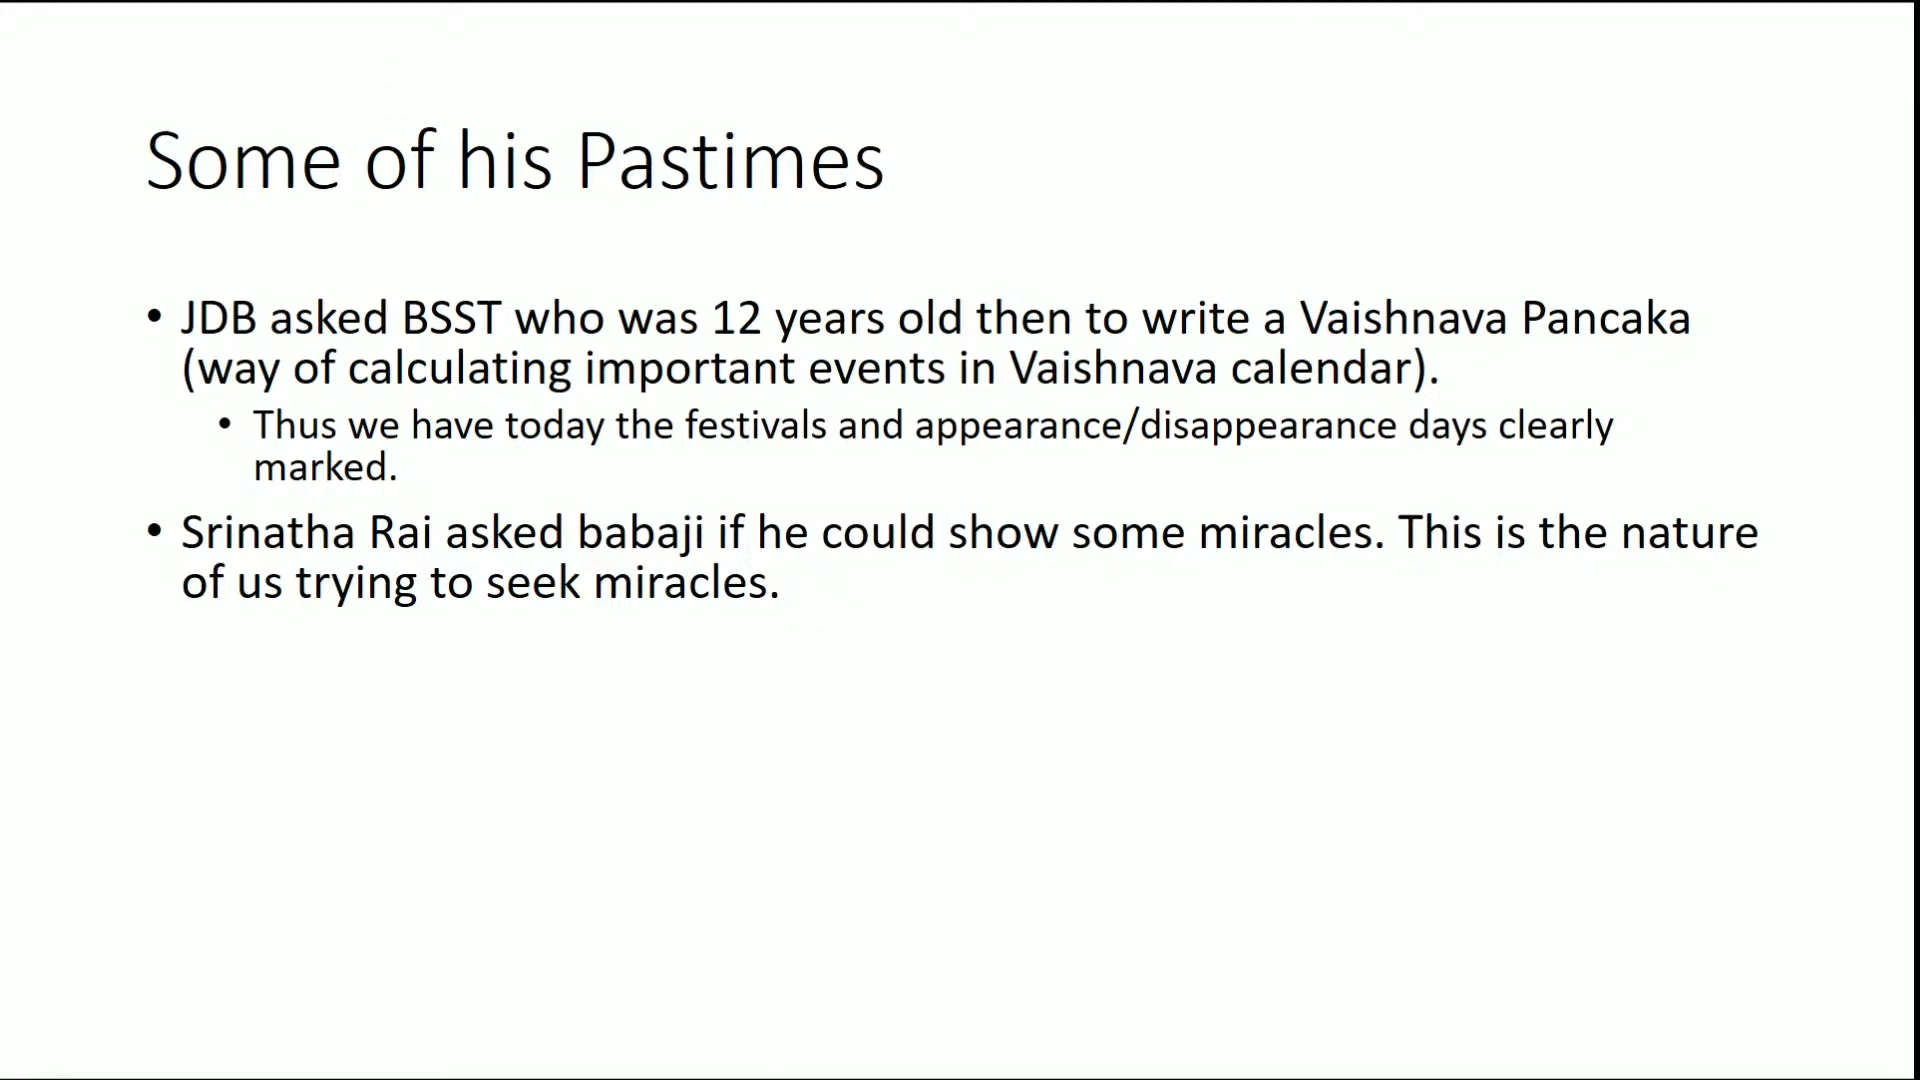 Some of his Pastimes
• JDB asked BSST who was 12 years old then to write a Vaishnava Pancaka
(way of calculating important events in Vaishnava calendar).
• Thus we have today the festivals and appearance/disappearance days clearly
marked.
• Srinatha Rai asked babaji if he could show some miracles. This is the nature
of us trying to seek miracles.